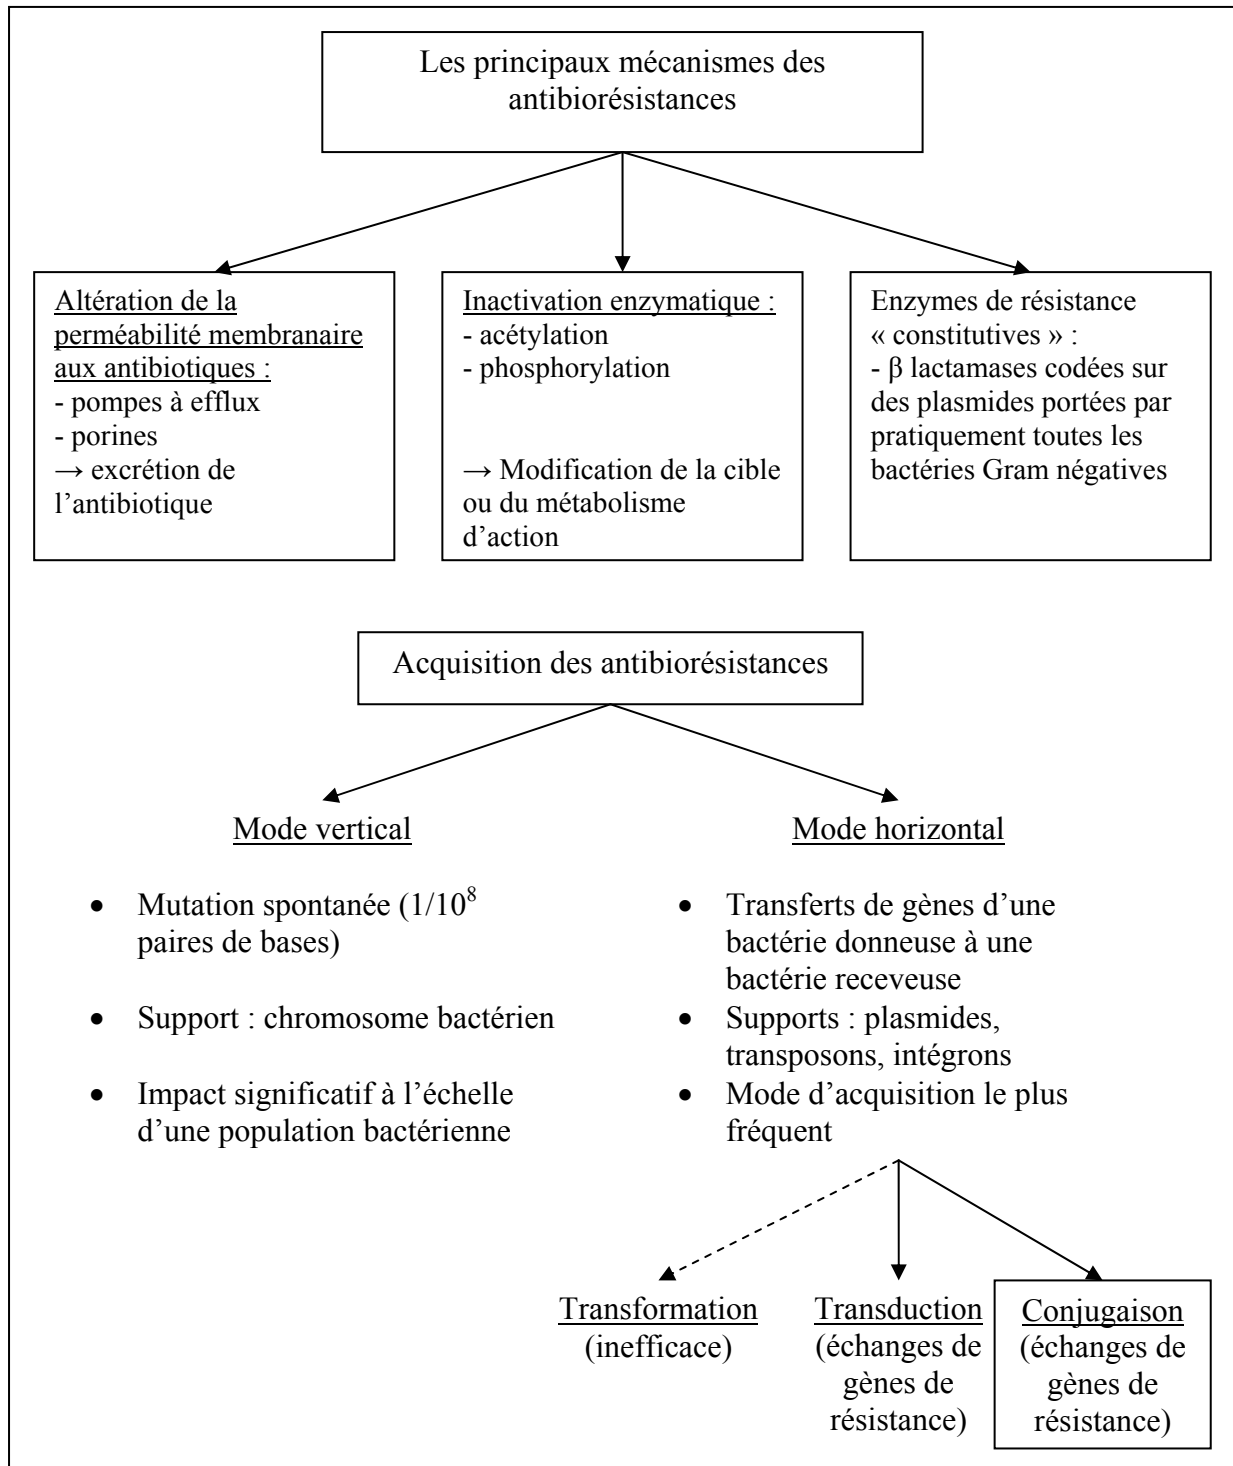 Les principaux mécanismes des
antibiorésistances
Altération de la
perméabilité membranaire
aux antibiotiques :
- pompes à efflux
- porines
→ excrétion de
l’antibiotique
Inactivation enzymatique :
- acétylation
- phosphorylation
→ Modification de la cible
ou du métabolisme
d’action
Enzymes de résistance
« constitutives » :
- β lactamases codées sur
des plasmides portées par
pratiquement toutes les
bactéries Gram négatives
Acquisition des antibiorésistances
Mode vertical
• Mutation spontanée (1/10⁸
paires de bases)
• Support : chromosome bactérien
• Impact significatif à l’échelle
d’une population bactérienne
Mode horizontal
• Transferts de gènes d’une
bactérie donneuse à une
bactérie receveuse
• Supports : plasmides,
transposons, intégrons
• Mode d’acquisition le plus
fréquent
Transformation
(inefficace)
Transduction
(échanges de
gènes de
résistance)
Conjugaison
(échanges de
gènes de
résistance)